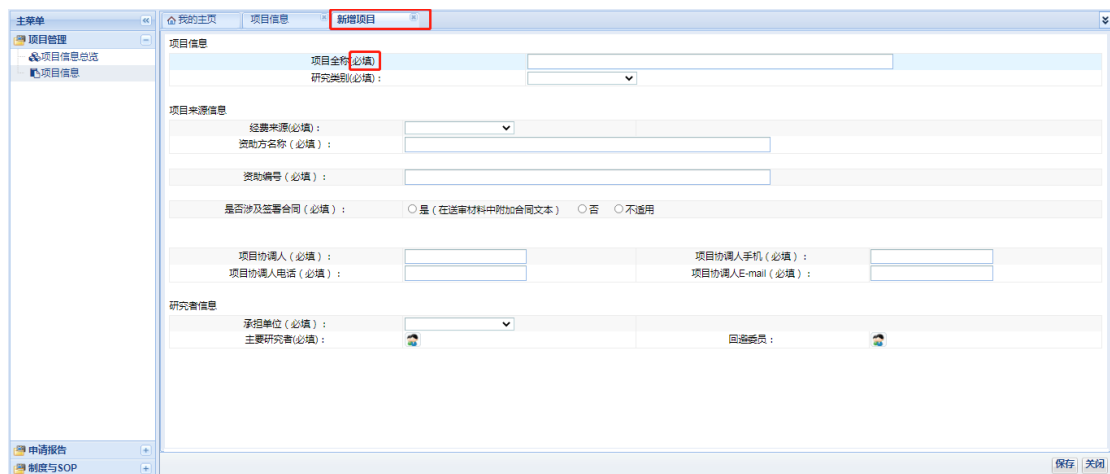 主菜单
我的主页 项目信息 新增项目
项目管理
项目信息总览
项目信息
项目信息
项目全称(必填)
研究类别(必填)：
项目来源信息
经费来源(必填)：
资助方名称（必填）：
资助编号（必填）：
是否涉及签署合同（必填）： 是（在送审材料中附加合同文本） 否 不适用
项目协调人（必填）： 项目协调人手机（必填）：
项目协调人电话（必填）： 项目协调人E-mail（必填）：
研究者信息
承担单位（必填）：
主要研究者(必填)： 回避委员：
申请报告
制度与SOP
保存 关闭